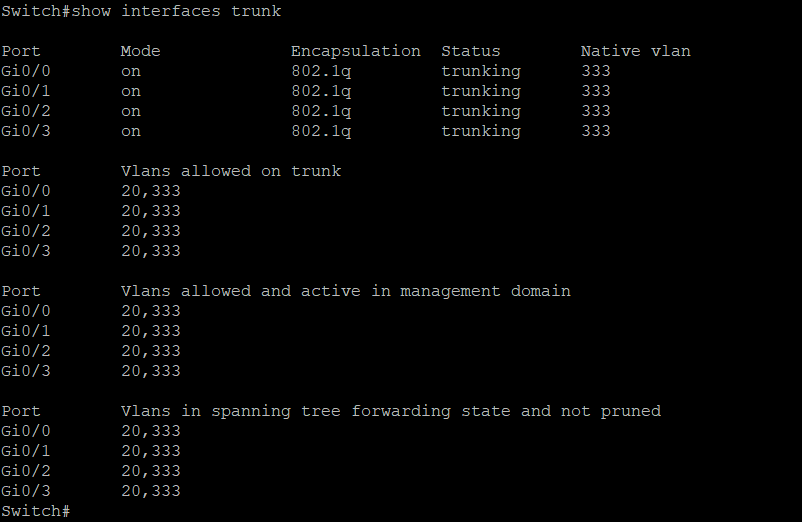 Switch#show interfaces trunk
Port Mode Encapsulation Status Native vlan
Gi0/0 on 802.1q trunking 333
Gi0/1 on 802.1q trunking 333
Gi0/2 on 802.1q trunking 333
Gi0/3 on 802.1q trunking 333
Port Vlans allowed on trunk
Gi0/0 20,333
Gi0/1 20,333
Gi0/2 20,333
Gi0/3 20,333
Port Vlans allowed and active in management domain
Gi0/0 20,333
Gi0/1 20,333
Gi0/2 20,333
Gi0/3 20,333
Port Vlans in spanning tree forwarding state and not pruned
Gi0/0 20,333
Gi0/1 20,333
Gi0/2 20,333
Gi0/3 20,333
Switch#